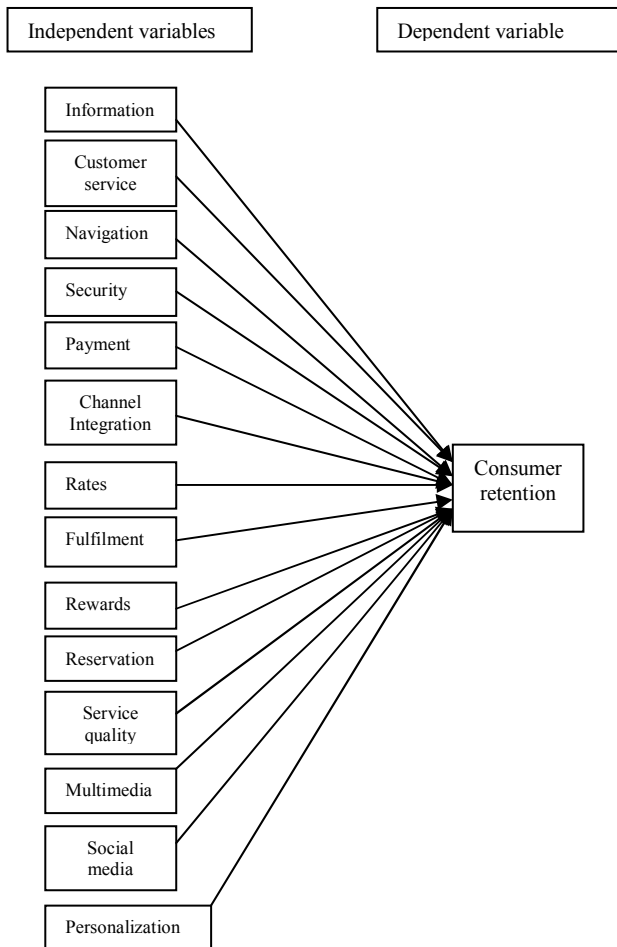 Independent variables
Dependent variable
Information
Customer
service
Navigation
Security
Payment
Channel
Integration
Rates
Fulfilment
Rewards
Reservation
Service
quality
Multimedia
Social
media
Personalization
Consumer
retention